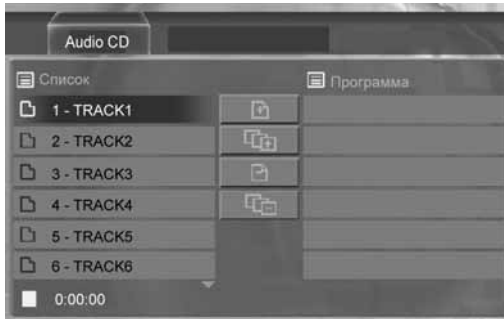 Audio CD
Список
Программа
1 - TRACK1
2 - TRACK2
3 - TRACK3
4 - TRACK4
5 - TRACK5
6 - TRACK6
0:00:00